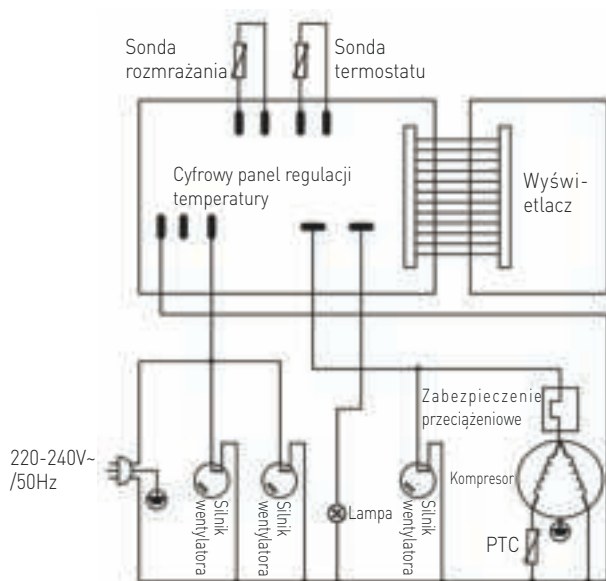 Sonda
rozmrażania
Sonda
termostatu
Cyfrowy panel regulacji
temperatury
Wyświ-
etlacz
Zabezpieczenie
przeciążeniowe
220-240V~
/50Hz
Silnik
wentylatora
Silnik
wentylatora
Lampa
Silnik
wentylatora
Kompresor
PTC